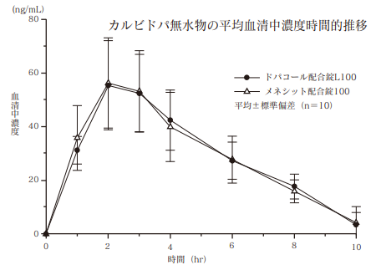 (ng/mL)
カルビドパ無水物の平均血清中濃度時間的推移
80
60
40
20
0
血清中濃度
ドパコール配合錠L100
メネシット配合錠100
平均±標準偏差（n=10）
0 1 2 3 4 6 8 10
時間（hr）